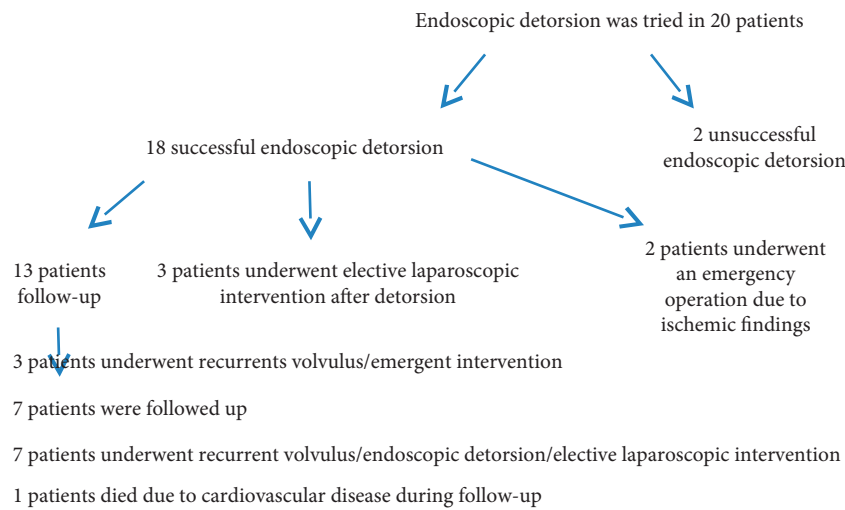 Endoscopic detorsion was tried in 20 patients
18 successful endoscopic detorsion
2 unsuccessful
endoscopic detorsion
13 patients
follow-up
3 patients underwent elective laparoscopic
intervention after detorsion
2 patients underwent
an emergency
operation due to
ischemic findings
3 patients underwent recurrents volvulus/emergent intervention
7 patients were followed up
7 patients underwent recurrent volvulus/endoscopic detorsion/elective laparoscopic intervention
1 patients died due to cardiovascular disease during follow-up